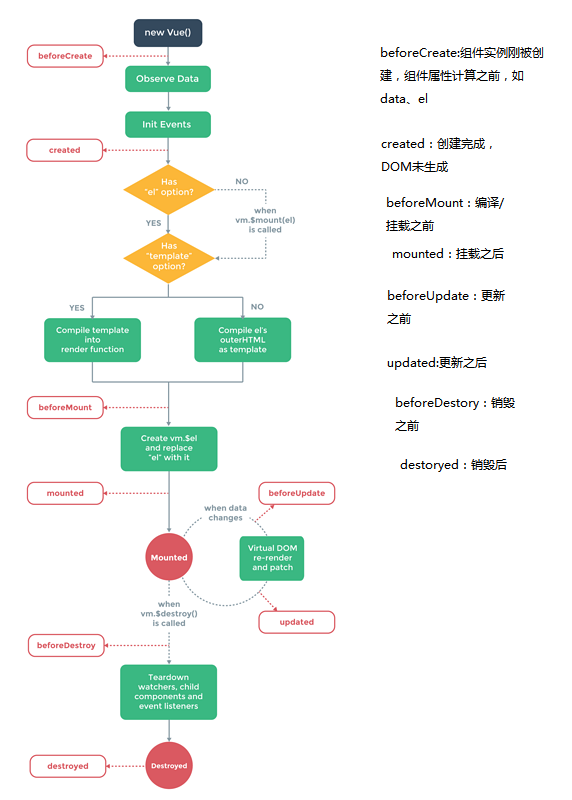 new Vue()
beforeCreate
Observe Data
Init Events
created
Has
"el" option?
NO
YES
when
vm.$mount(el)
is called
Has
"template"
option?
YES
NO
Compile template
into
render function
Compile el's
outerHTML
as template
beforeMount
Create vm.$el
and replace
"el" with it
mounted
when data
changes
beforeUpdate
Mounted
Virtual DOM
re-render
and patch
updated
when
vm.$destroy()
is called
beforeDestroy
Teardown
watchers, child
components and
event listeners
destroyed
Destroyed
beforeCreate:组件实例刚被创
建，组件属性计算之前，如
data、el
created：创建完成，
DOM未生成
beforeMount：编译/
挂载之前
mounted：挂载之后
beforeUpdate：更新
之前
updated:更新之后
beforeDestory：销毁
之前
destoryed：销毁后